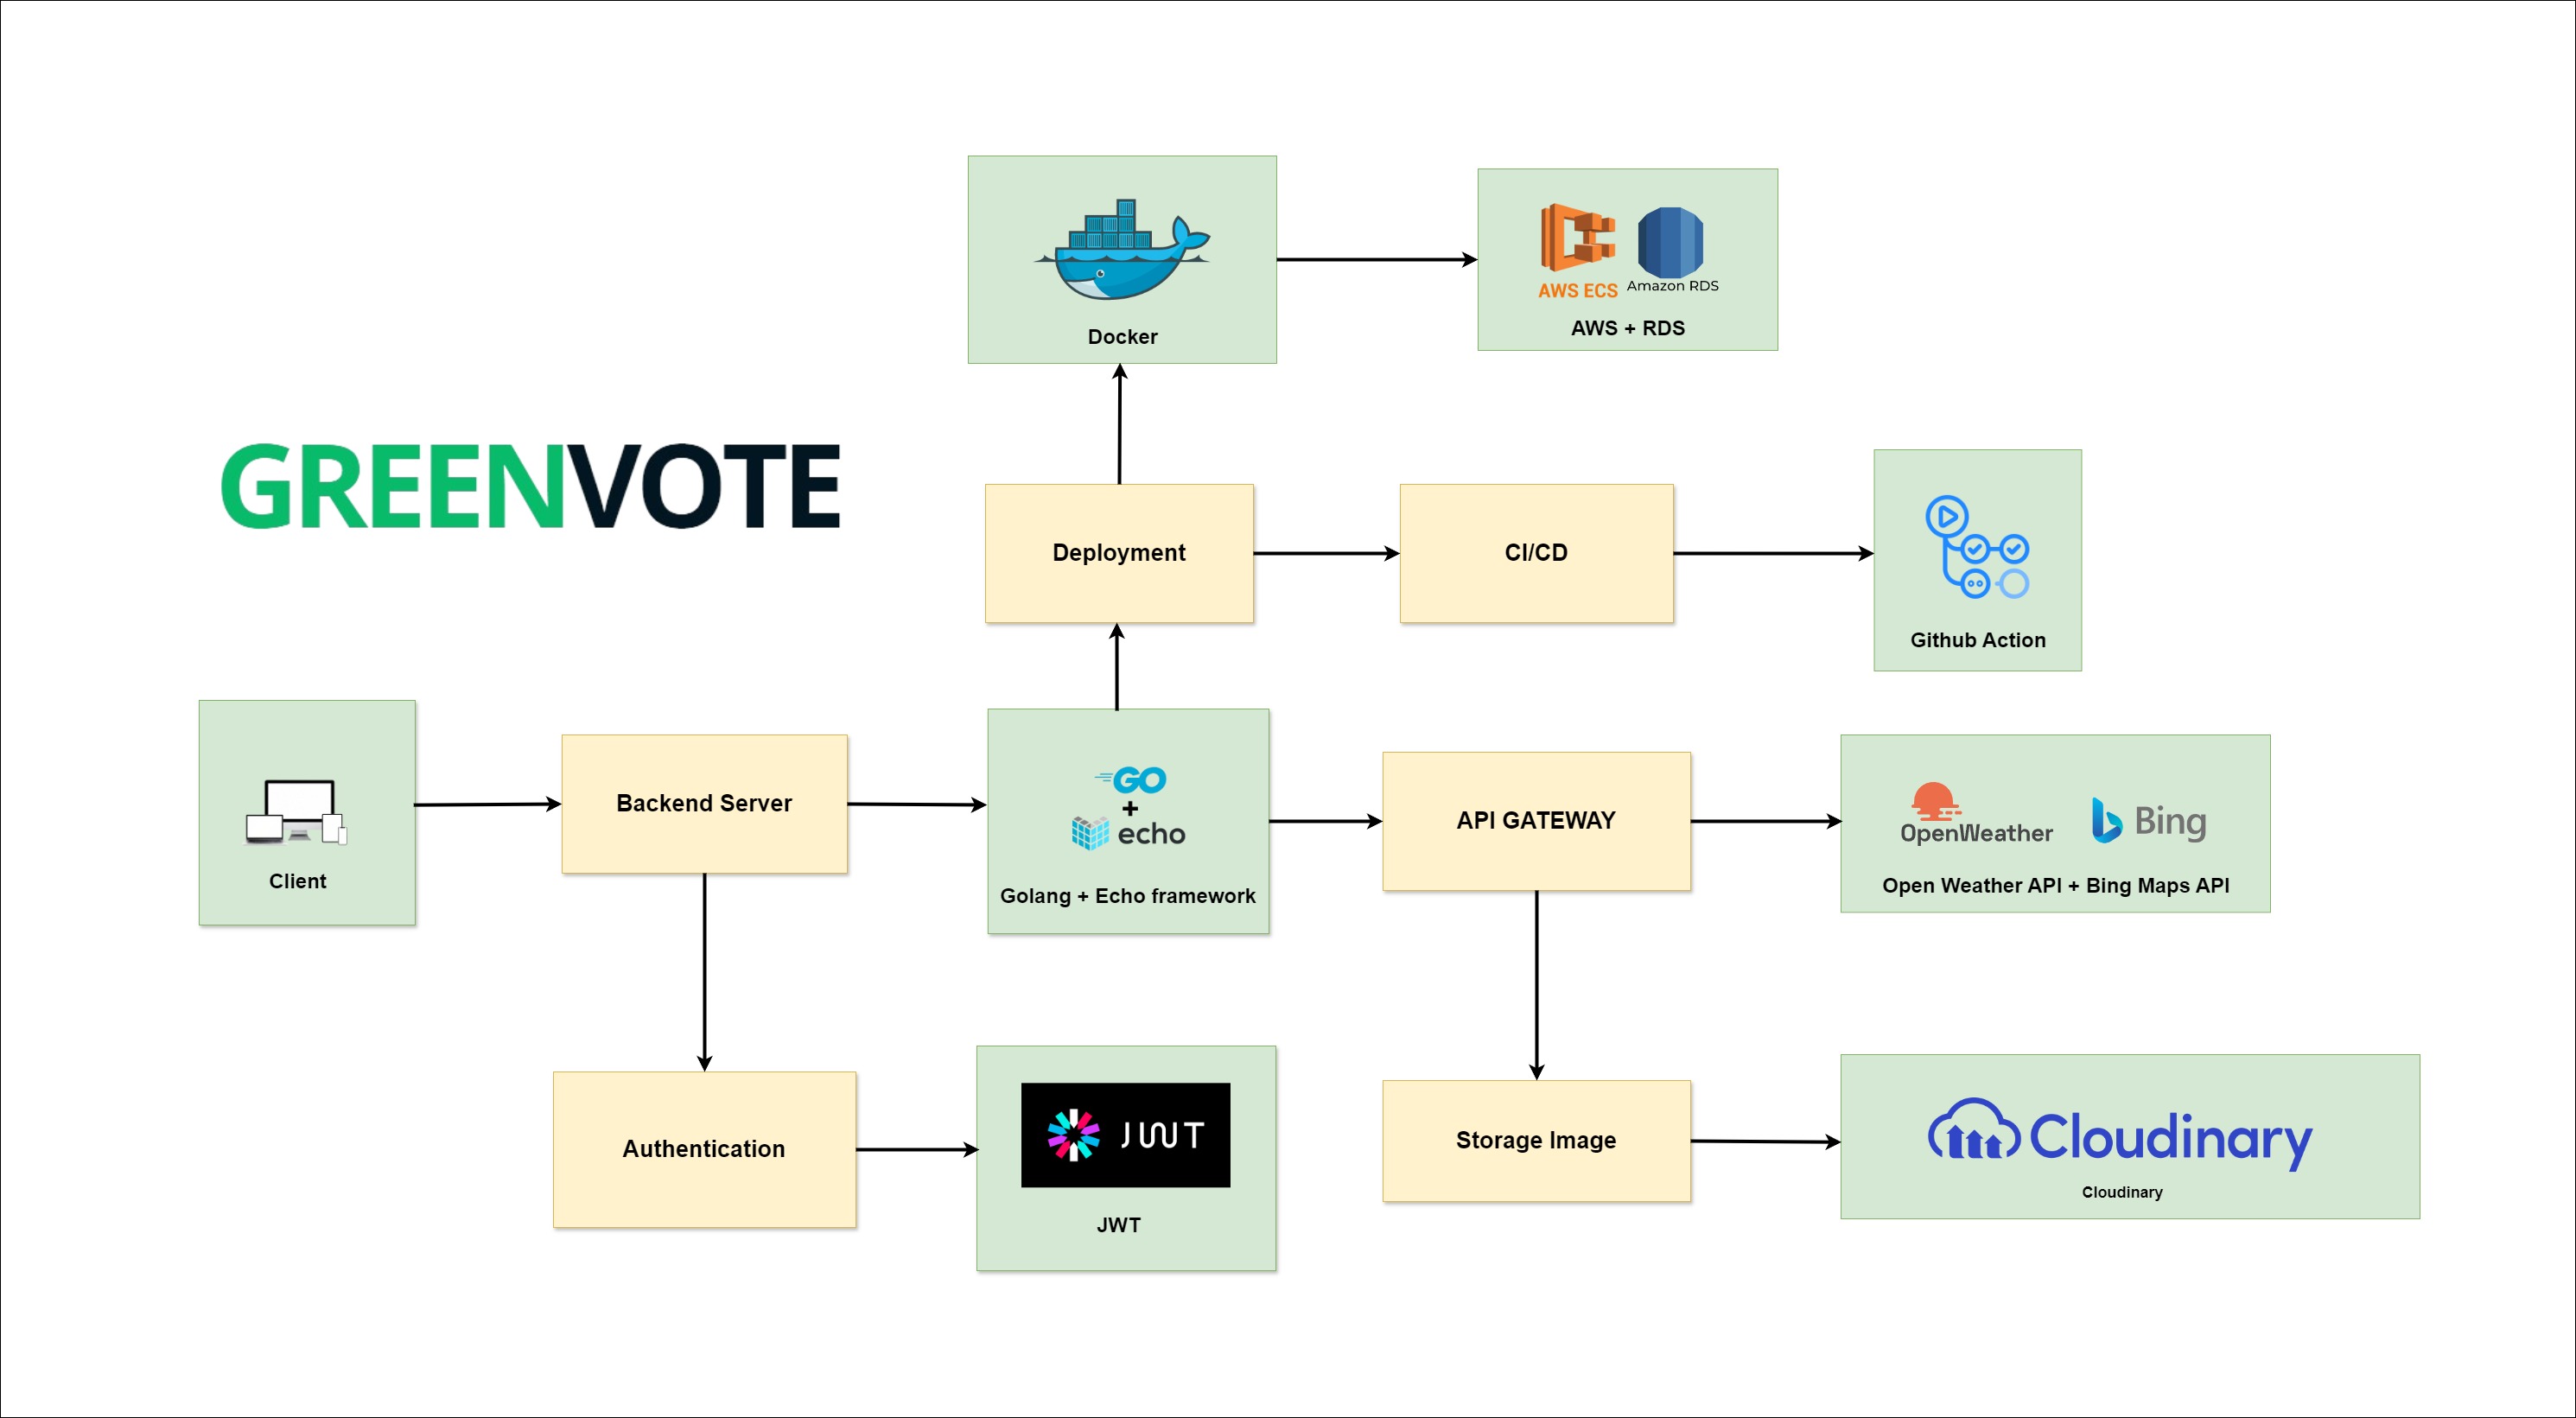 Docker
AWS ECS
Amazon RDS
AWS + RDS
GREENVOTE
Deployment
CI/CD
Github Action
Client
Backend Server
GO
+
echo
Golang + Echo framework
API GATEWAY
OpenWeather
Bing
Open Weather API + Bing Maps API
Authentication
JWT
JWT
Storage Image
Cloudinary
Cloudinary